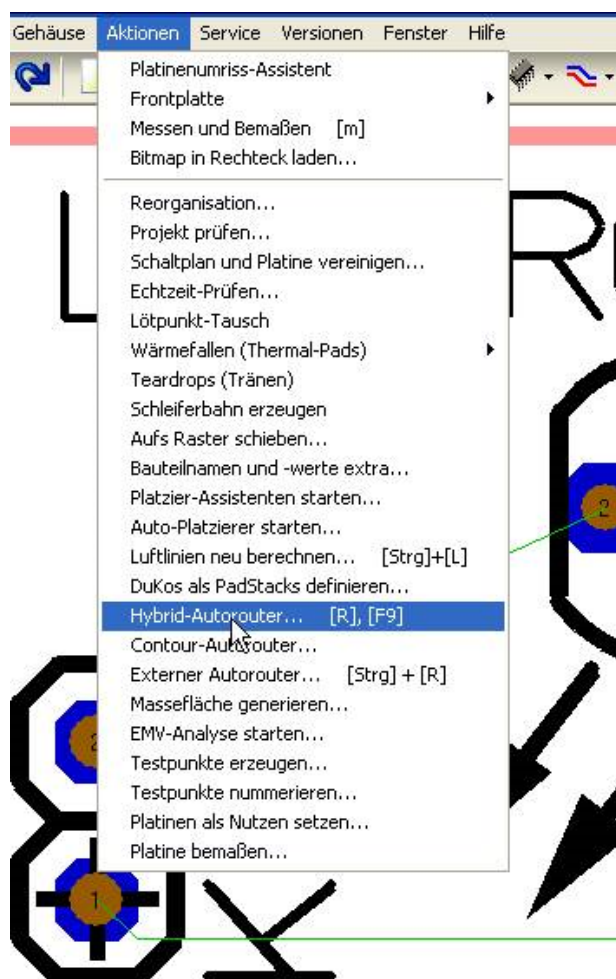 Gehäuse Aktionen Service Versionen Fenster Hilfe
Platinenumriss-Assistent
Frontplatte
Messen und Bemaßen [m]
Bitmap in Rechteck laden...
Reorganisation...
Projekt prüfen...
Schaltplan und Platine vereinigen...
Echtzeit-Prüfen...
Lötpunkt-Tausch
Wärmefallen (Thermal-Pads)
Teardrops (Tränen)
Schleiferbahn erzeugen
Aufs Raster schieben...
Bauteilnamen und -werte extra...
Platzier-Assistenten starten...
Auto-Platzierer starten...
2
Luftlinien neu berechnen... [Strg]+[L]
DuKos als PadStacks definieren...
Hybrid-Autorouter... [R], [F9]
Contour-Autorouter...
Externer Autorouter... [Strg] + [R]
Massefläche generieren...
EMV-Analyse starten...
2
Testpunkte erzeugen...
Testpunkte nummerieren...
Platinen als Nutzen setzen...
Platine bemaßen...
1
K